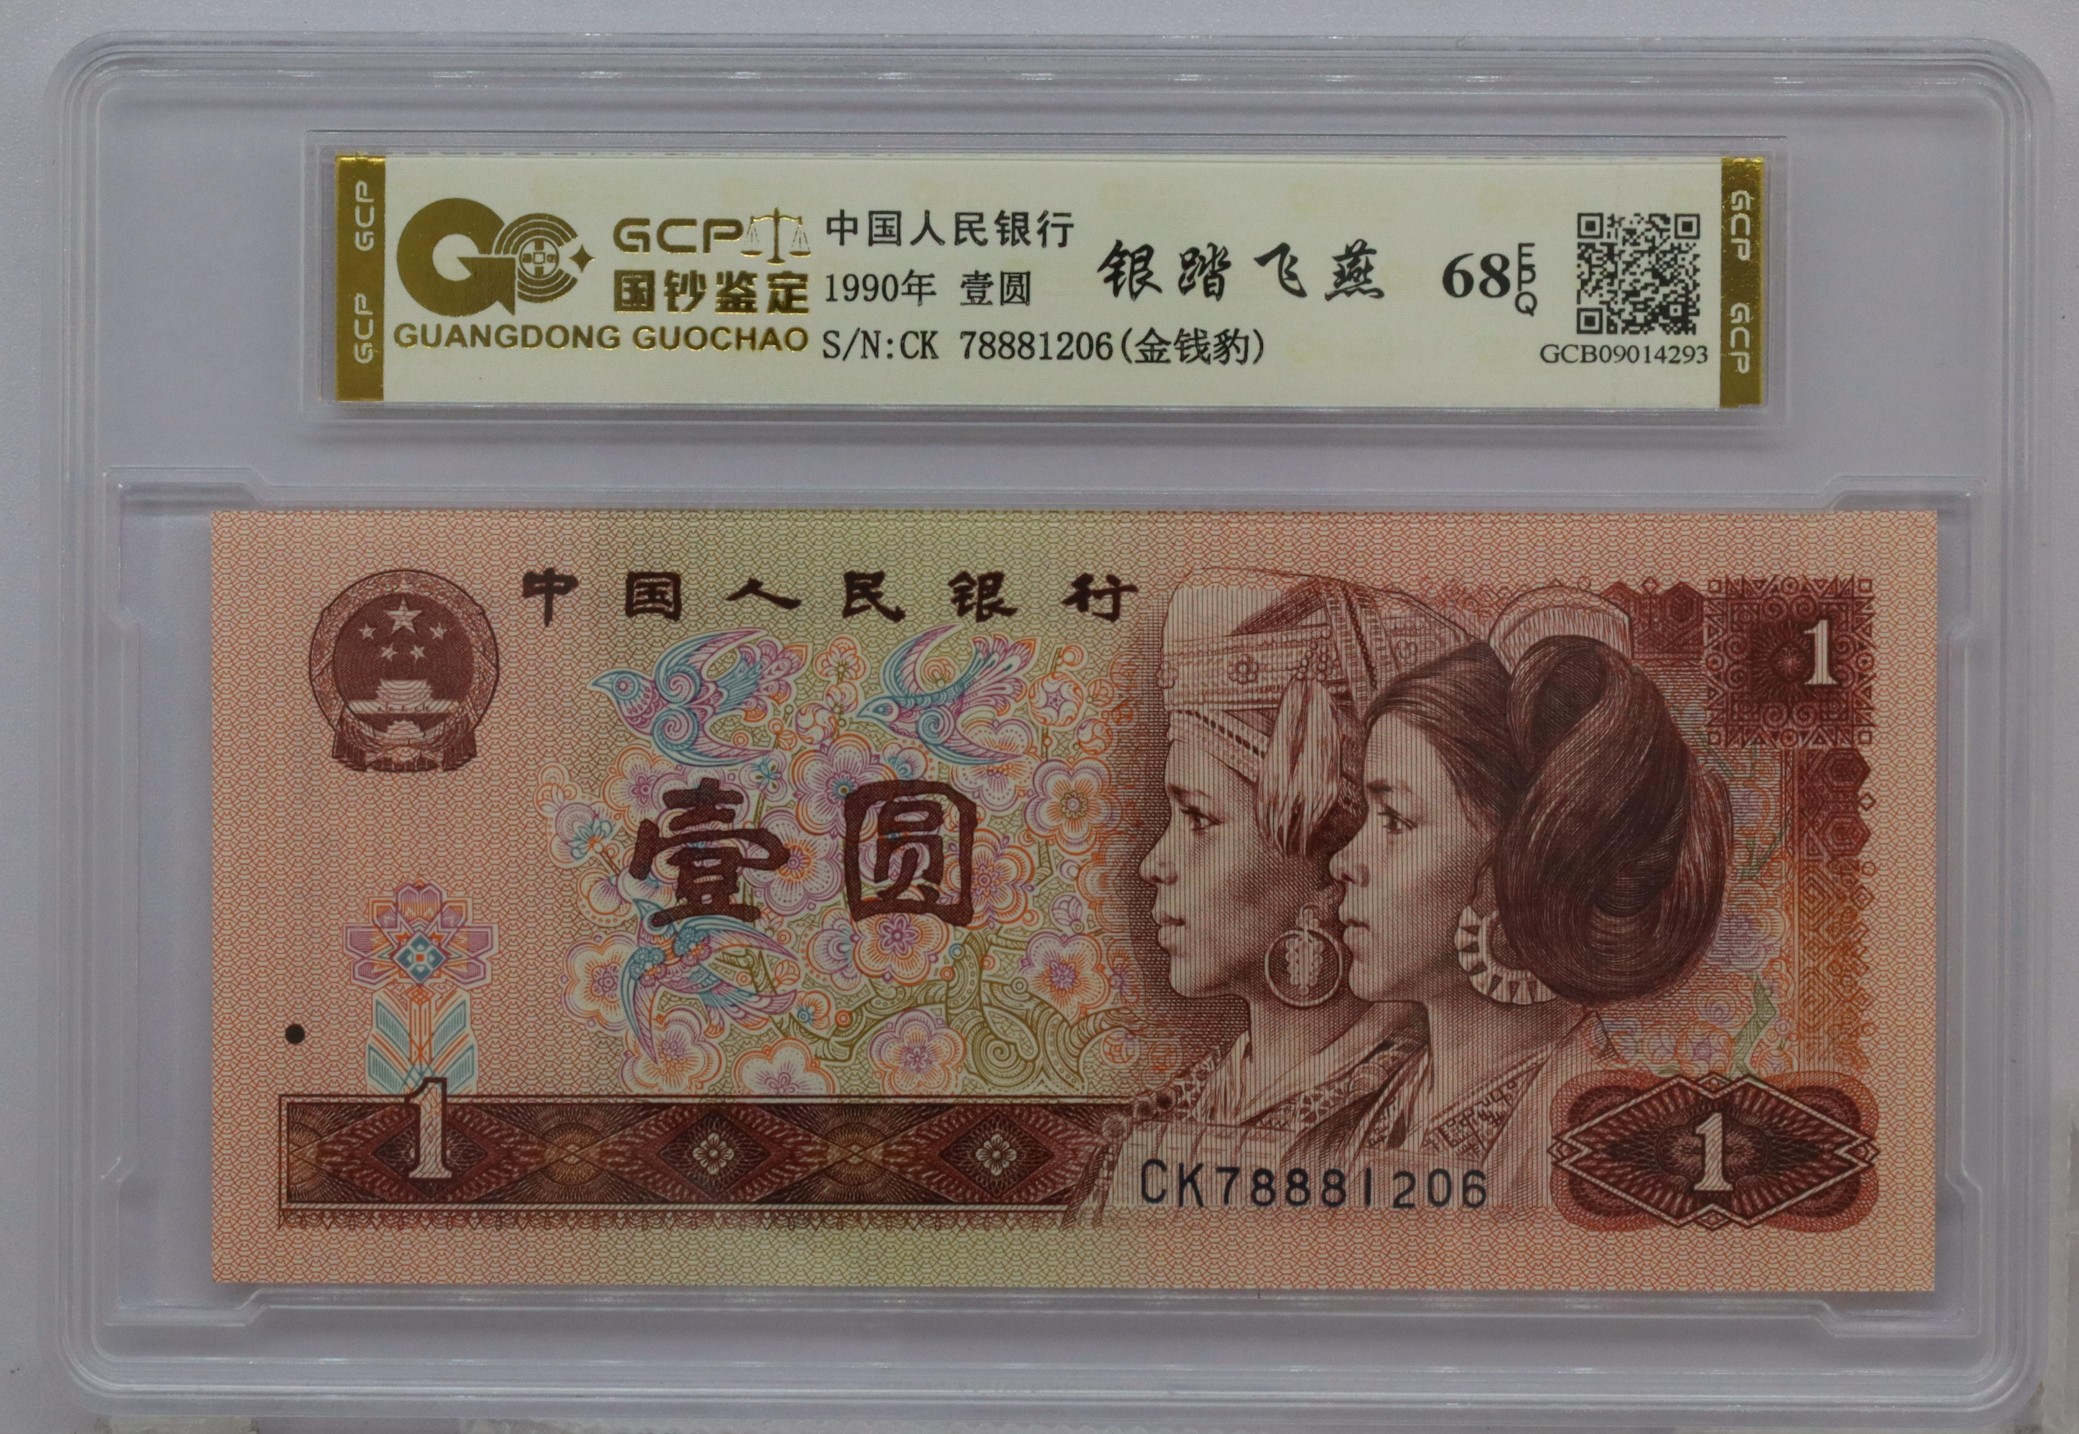 GCP
GCP
GCP
国钞鉴定
GUANGDONG GUOCHAO
中国人民银行
1990年 壹圆
S/N:CK 78881206(金钱豹)
银踏飞燕
68 EPQ
GCB09014293
GCP
GCP
中国人民银行
1
壹圆
1
CK78881206
1